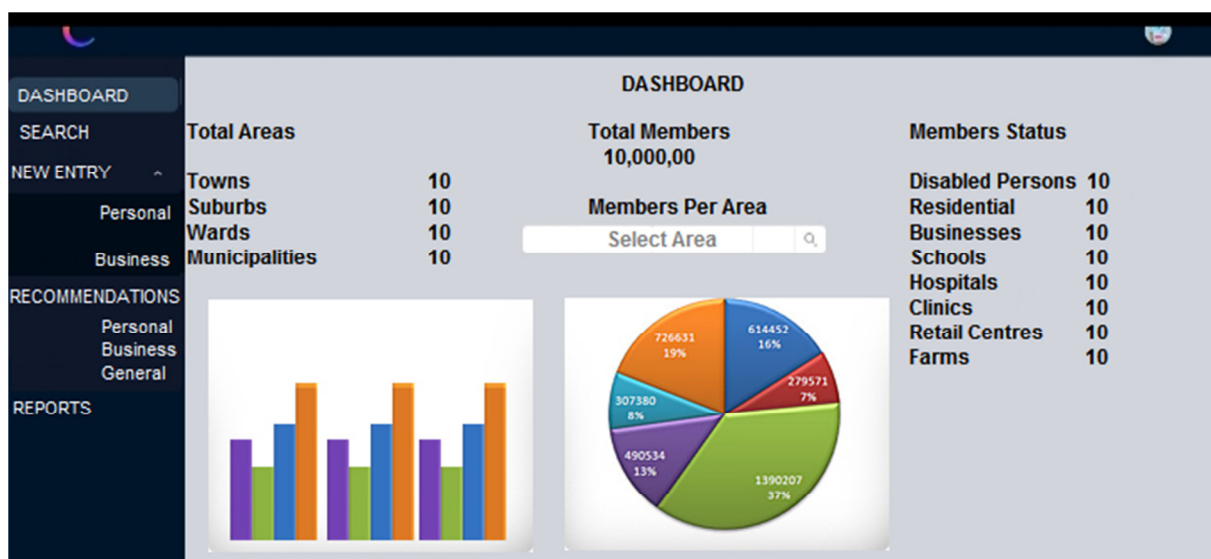 DASHBOARD
SEARCH
NEW ENTRY
Personal
Business
RECOMMENDATIONS
Personal
Business
General
REPORTS
DASHBOARD
Total Areas
Towns 10
Suburbs 10
Wards 10
Municipalities 10
Total Members
10,000,00
Members Per Area
Select Area
Members Status
Disabled Persons 10
Residential 10
Businesses 10
Schools 10
Hospitals 10
Clinics 10
Retail Centres 10
Farms 10
614452
16%
279571
7%
1390207
37%
490534
13%
307380
8%
726631
19%